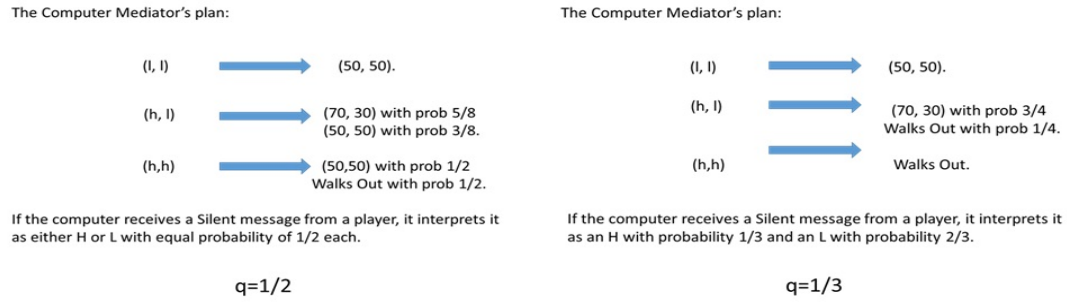 The Computer Mediator's plan:
(l, l) (50, 50).
(h, l) (70, 30) with prob 5/8
(50, 50) with prob 3/8.
(h,h) (50,50) with prob 1/2
Walks Out with prob 1/2.
If the computer receives a Silent message from a player, it interprets it
as either H or L with equal probability of 1/2 each.
q=1/2
The Computer Mediator's plan:
(l, l) (50, 50).
(h, l) (70, 30) with prob 3/4
Walks Out with prob 1/4.
(h,h) Walks Out.
If the computer receives a Silent message from a player, it interprets it
as an H with probability 1/3 and an L with probability 2/3.
q=1/3